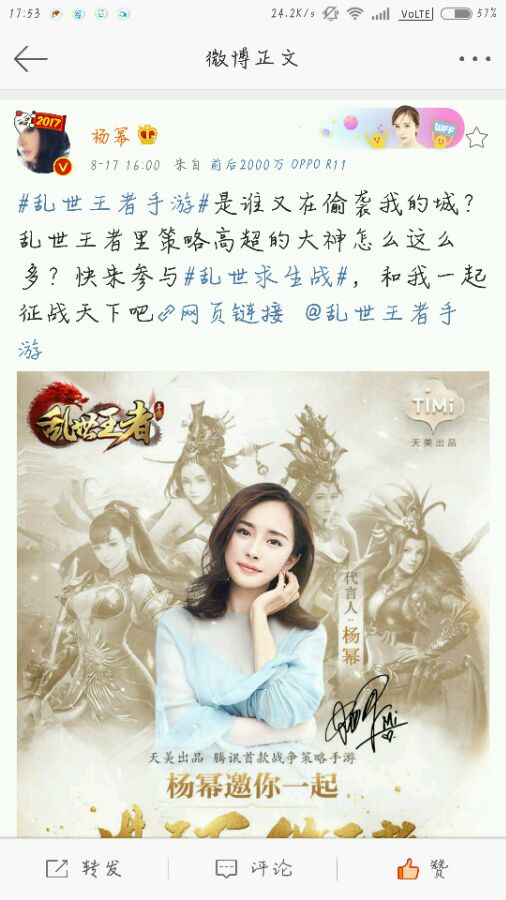 17:53
24.2K/s
VoLTE
57%
微博正文
2017
杨幂
WFF
8-17 16:00 来自 前后2000万 OPPO R11
#乱世王者手游#是谁又在偷袭我的城?
乱世王者里策略高超的大神怎么这么
多?快来参与#乱世求生战#,和我一起
征战天下吧网页链接 @乱世王者手
游
乱世王者
TiMi
天美出品
代言人:杨幂
Mi
天美出品 腾讯首款战争策略手游
杨幂邀你一起
转发
评论
赞